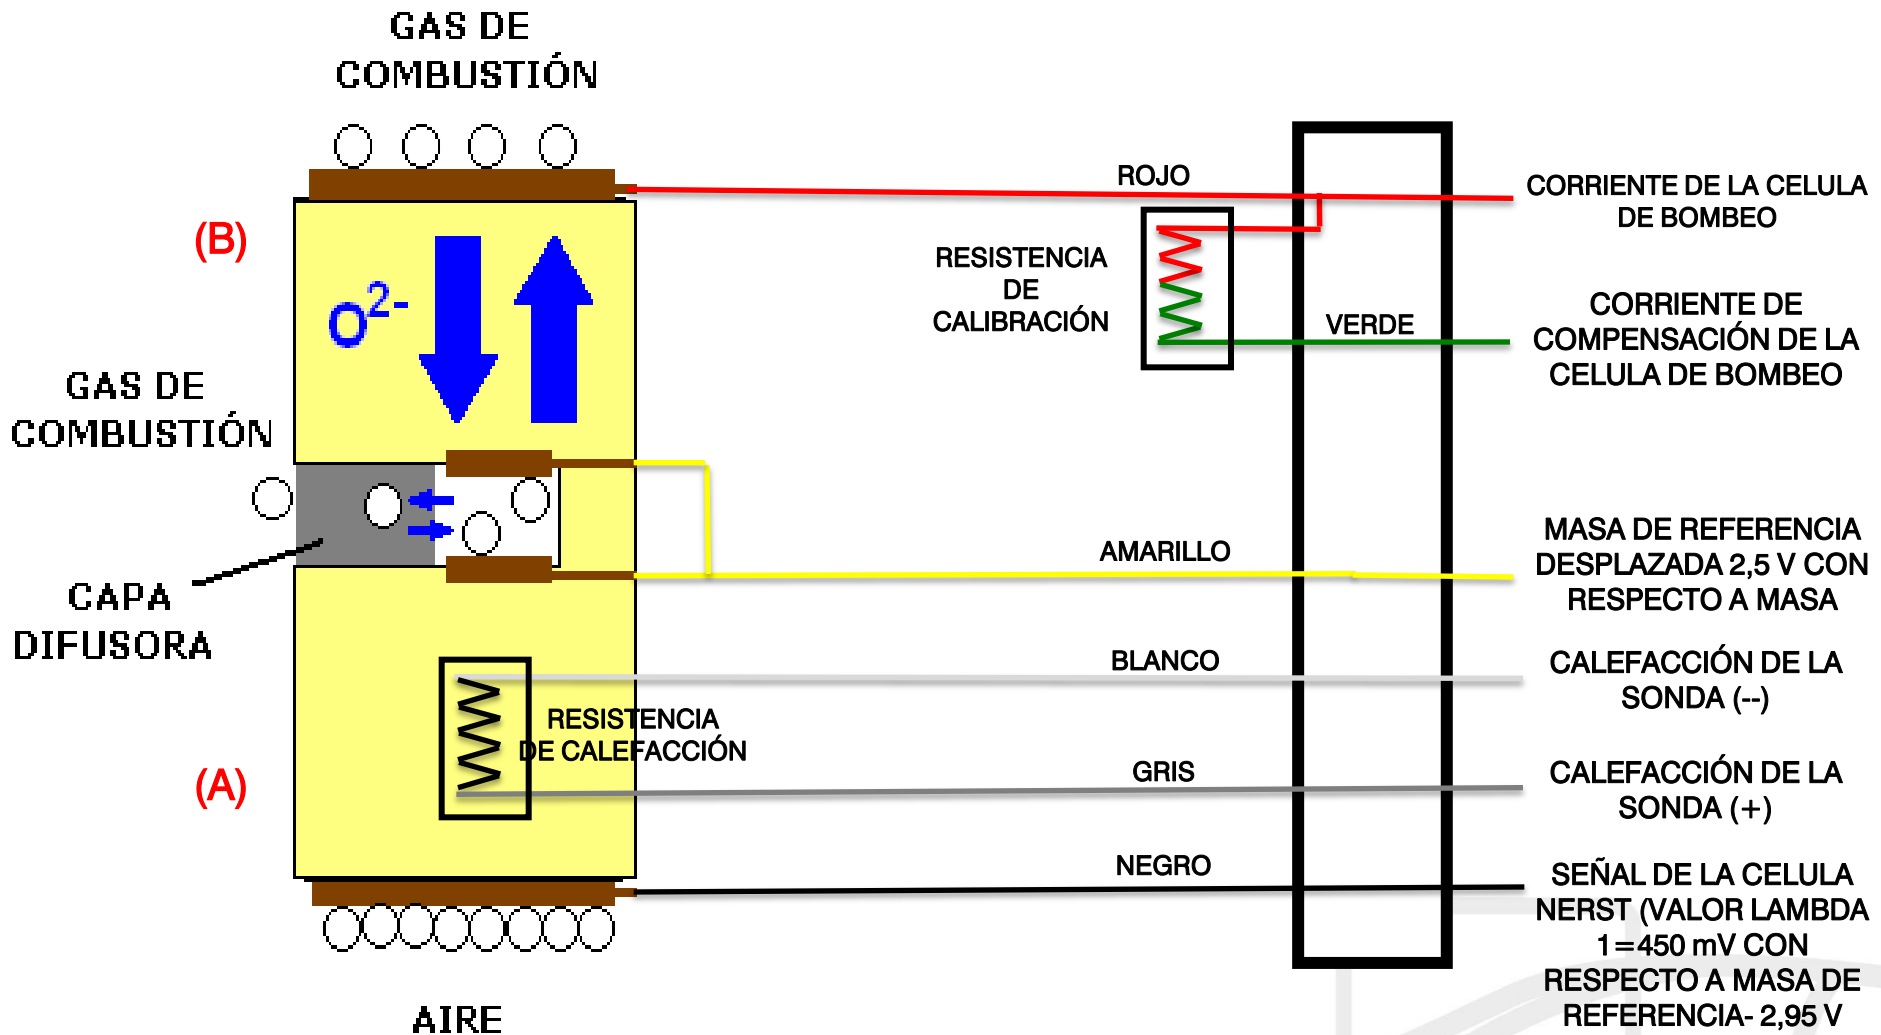 GAS DE
COMBUSTIÓN
(B)
O²⁻
GAS DE
COMBUSTIÓN
CAPA
DIFUSORA
(A)
RESISTENCIA
DE CALEFACCIÓN
AIRE
ROJO
RESISTENCIA
DE
CALIBRACIÓN
VERDE
AMARILLO
BLANCO
GRIS
NEGRO
CORRIENTE DE LA CELULA
DE BOMBEO
CORRIENTE DE
COMPENSACIÓN DE LA
CELULA DE BOMBEO
MASA DE REFERENCIA
DESPLAZADA 2,5 V CON
RESPECTO A MASA
CALEFACCIÓN DE LA
SONDA (--)
CALEFACCIÓN DE LA
SONDA (+)
SEÑAL DE LA CELULA
NERST (VALOR LAMBDA
1=450 mV CON
RESPECTO A MASA DE
REFERENCIA- 2,95 V